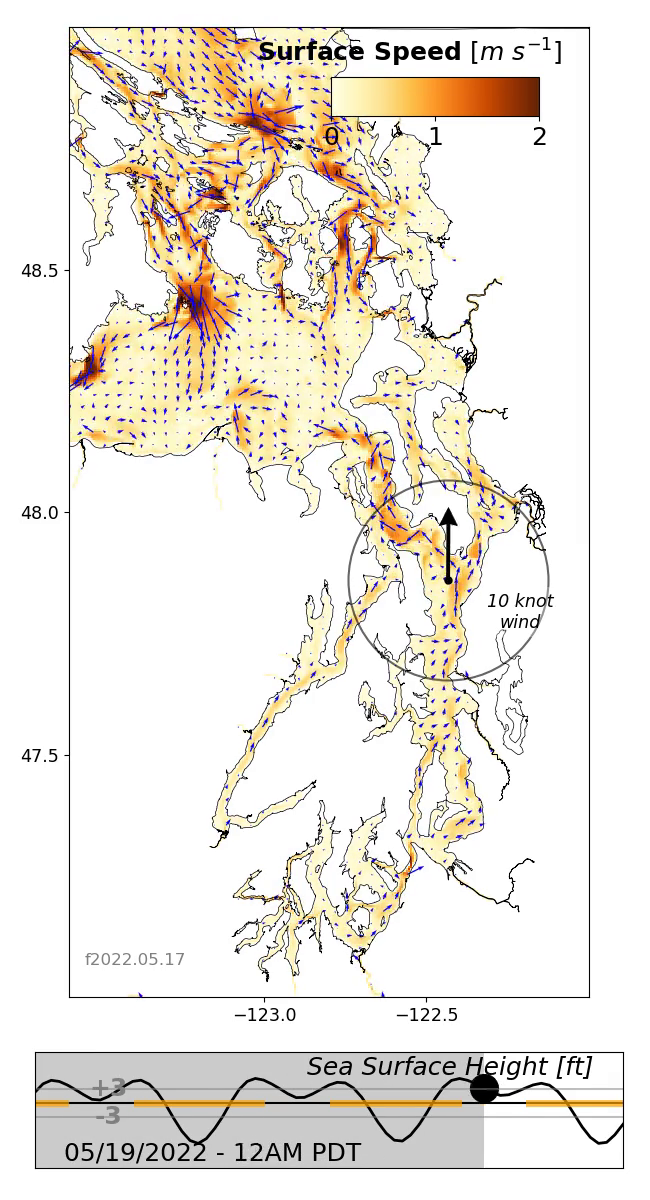 Surface Speed [m s⁻¹]
0 1 2
48.5
48.0
10 knot
wind
47.5
f2022.05.17
−123.0 −122.5
Sea Surface Height [ft]
+3
-3
05/19/2022 - 12AM PDT